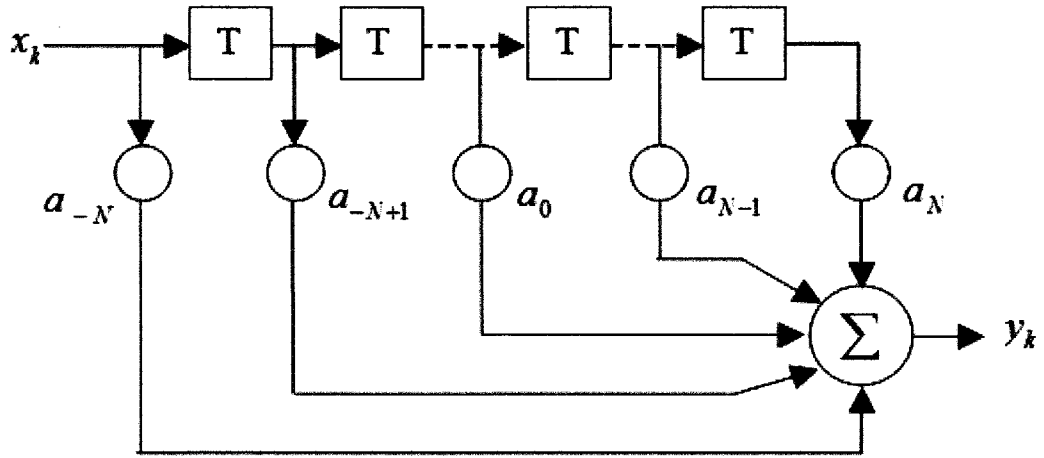 x_k T T T T
a_{-N} a_{-N+1} a_0 a_{N-1} a_N
Σ y_k